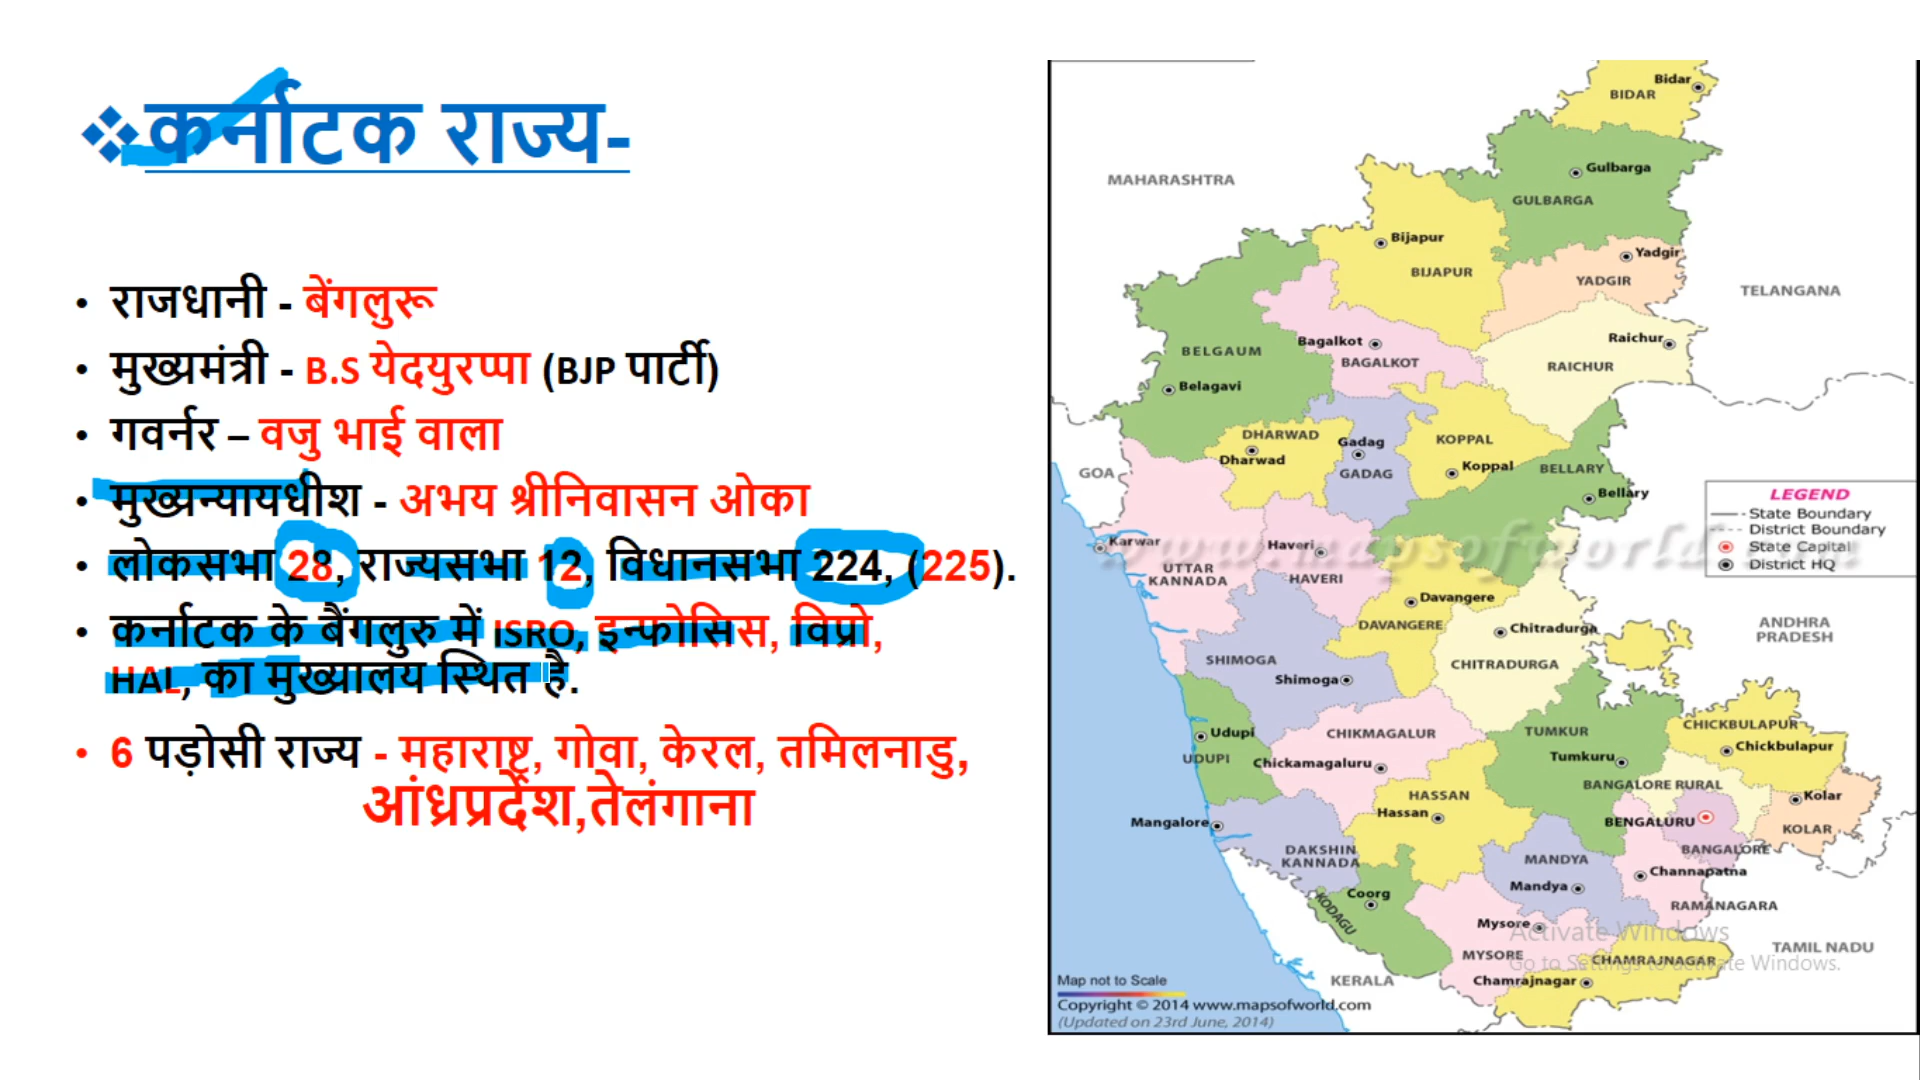 ❖कर्नाटक राज्य-
• राजधानी - बेंगलुरू
• मुख्यमंत्री - B.S येदयुरप्पा (BJP पार्टी)
• गवर्नर – वजु भाई वाला
• मुख्यन्यायधीश - अभय श्रीनिवासन ओका
• लोकसभा 28, राज्यसभा 12, विधानसभा 224, (225).
• कर्नाटक के बैंगलुरु में ISRO, इन्फोसिस, विप्रो,
HAL, का मुख्यालय स्थित है.
• 6 पड़ोसी राज्य - महाराष्ट्र, गोवा, केरल, तमिलनाडु,
आंध्रप्रदेश,तेलंगाना
Bidar
BIDAR
MAHARASHTRA
Gulbarga
GULBARGA
Bijapur
BIJAPUR
Yadgir
YADGIR
TELANGANA
Raichur
RAICHUR
Bagalkot
BAGALKOT
BELGAUM
Belagavi
DHARWAD
Dharwad
Gadag
GADAG
KOPPAL
Koppal
BELLARY
Bellary
GOA
LEGEND
State Boundary
District Boundary
State Capital
District HQ
www.mapsofworld.com
Karwar
UTTAR
KANNADA
Haveri
HAVERI
Davangere
DAVANGERE
Chitradurga
CHITRADURGA
ANDHRA
PRADESH
SHIMOGA
Shimoga
Udupi
UDUPI
CHIKMAGALUR
Chickamagaluru
TUMKUR
Tumkuru
CHICKBULAPUR
Chickbulapur
BANGALORE RURAL
Kolar
KOLAR
HASSAN
Hassan
BENGALURU
BANGALORE
Mangalore
DAKSHIN
KANNADA
MANDYA
Mandya
Channapatna
RAMANAGARA
Coorg
KODAGU
Mysore
MYSORE
CHAMRAJNAGAR
Chamrajnagar
TAMIL NADU
KERALA
Activate Windows
Go to Settings to activate Windows.
Map not to Scale
Copyright © 2014 www.mapsofworld.com
(Updated on 23rd June, 2014)